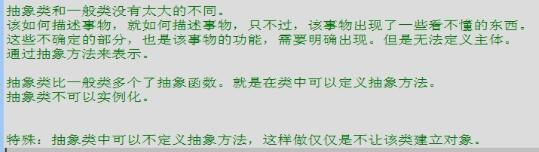 抽象类和一般类没有太大的不同。
该如何描述事物，就如何描述事物，只不过，该事物出现了一些看不懂的东西。
这些不确定的部分，也是该事物的功能，需要明确出现。但是无法定义主体。
通过抽象方法来表示。
抽象类比一般类多个了抽象函数。就是在类中可以定义抽象方法。
抽象类不可以实例化。
特殊：抽象类中可以不定义抽象方法，这样做仅仅是不让该类建立对象。